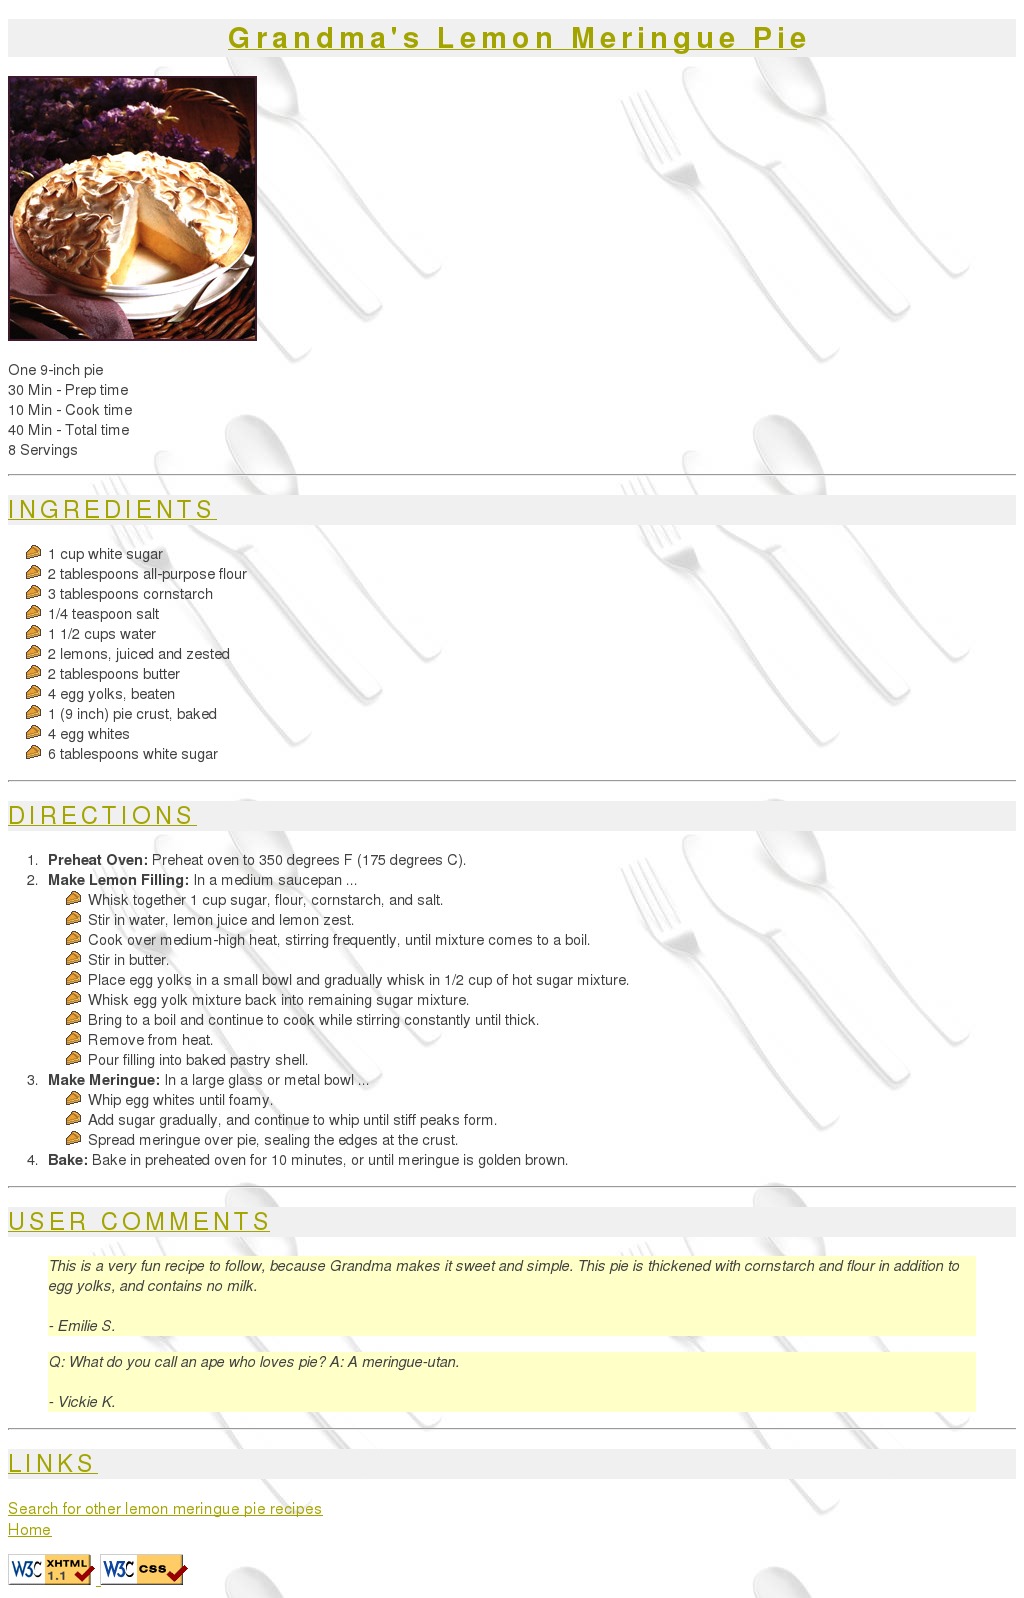 Grandma's Lemon Meringue Pie
One 9-inch pie
30 Min - Prep time
10 Min - Cook time
40 Min - Total time
8 Servings
INGREDIENTS
1 cup white sugar
2 tablespoons all-purpose flour
3 tablespoons cornstarch
1/4 teaspoon salt
1 1/2 cups water
2 lemons, juiced and zested
2 tablespoons butter
4 egg yolks, beaten
1 (9 inch) pie crust, baked
4 egg whites
6 tablespoons white sugar
DIRECTIONS
1. Preheat Oven: Preheat oven to 350 degrees F (175 degrees C).
2. Make Lemon Filling: In a medium saucepan ...
Whisk together 1 cup sugar, flour, cornstarch, and salt.
Stir in water, lemon juice and lemon zest.
Cook over medium-high heat, stirring frequently, until mixture comes to a boil.
Stir in butter.
Place egg yolks in a small bowl and gradually whisk in 1/2 cup of hot sugar mixture.
Whisk egg yolk mixture back into remaining sugar mixture.
Bring to a boil and continue to cook while stirring constantly until thick.
Remove from heat.
Pour filling into baked pastry shell.
3. Make Meringue: In a large glass or metal bowl ...
Whip egg whites until foamy.
Add sugar gradually, and continue to whip until stiff peaks form.
Spread meringue over pie, sealing the edges at the crust.
4. Bake: Bake in preheated oven for 10 minutes, or until meringue is golden brown.
USER COMMENTS
This is a very fun recipe to follow, because Grandma makes it sweet and simple. This pie is thickened with cornstarch and flour in addition to
egg yolks, and contains no milk.
- Emilie S.
Q: What do you call an ape who loves pie? A: A meringue-utan.
- Vickie K.
LINKS
Search for other lemon meringue pie recipes
Home
W3C XHTML 1.1 W3C css